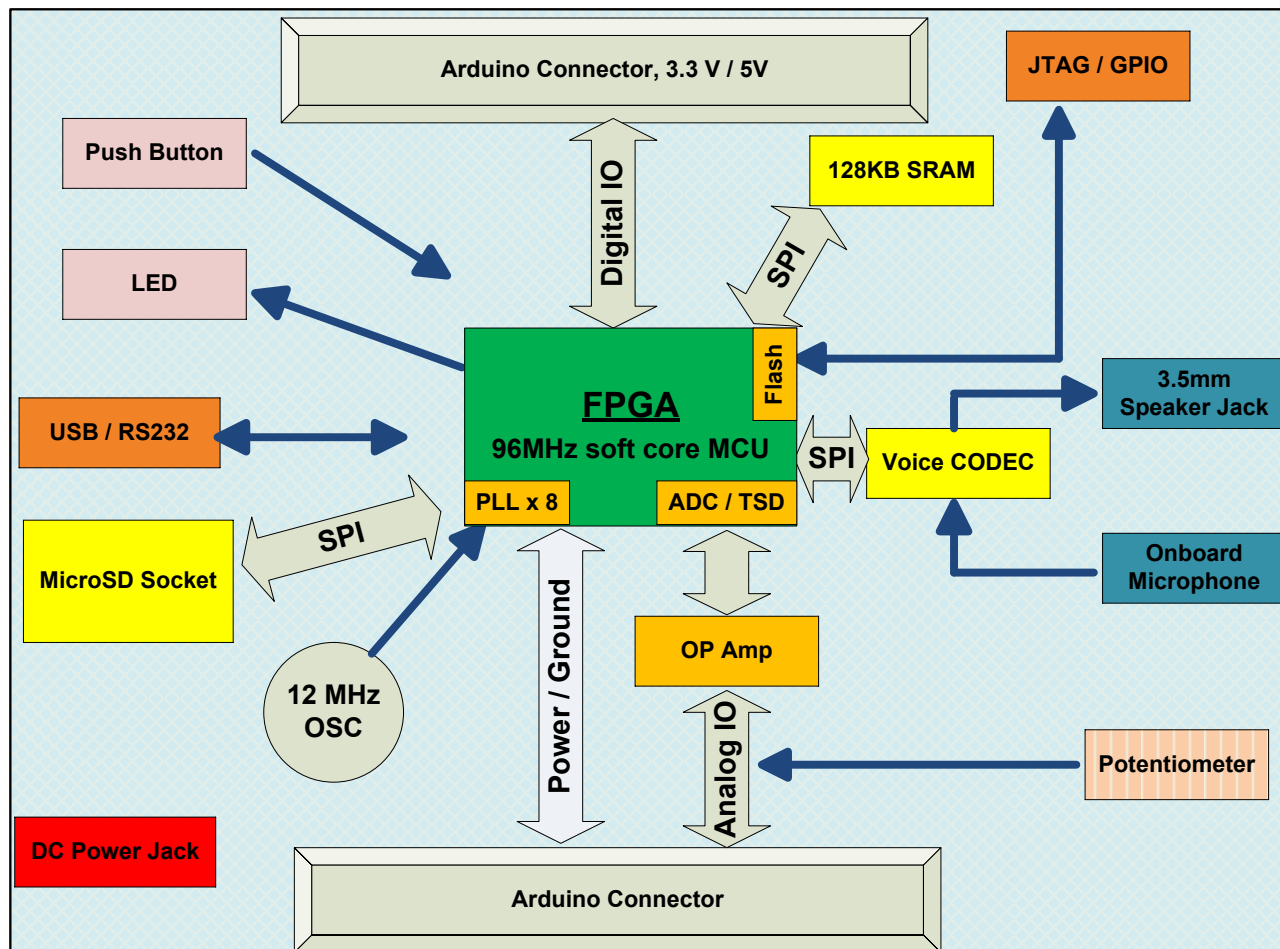 Arduino Connector, 3.3 V / 5V
JTAG / GPIO
Push Button
128KB SRAM
Digital IO
SPI
LED
Flash
3.5mm
Speaker Jack
FPGA
96MHz soft core MCU
USB / RS232
SPI
Voice CODEC
PLL x 8
ADC / TSD
SPI
MicroSD Socket
Onboard
Microphone
OP Amp
Power / Ground
12 MHz
OSC
Analog IO
Potentiometer
DC Power Jack
Arduino Connector